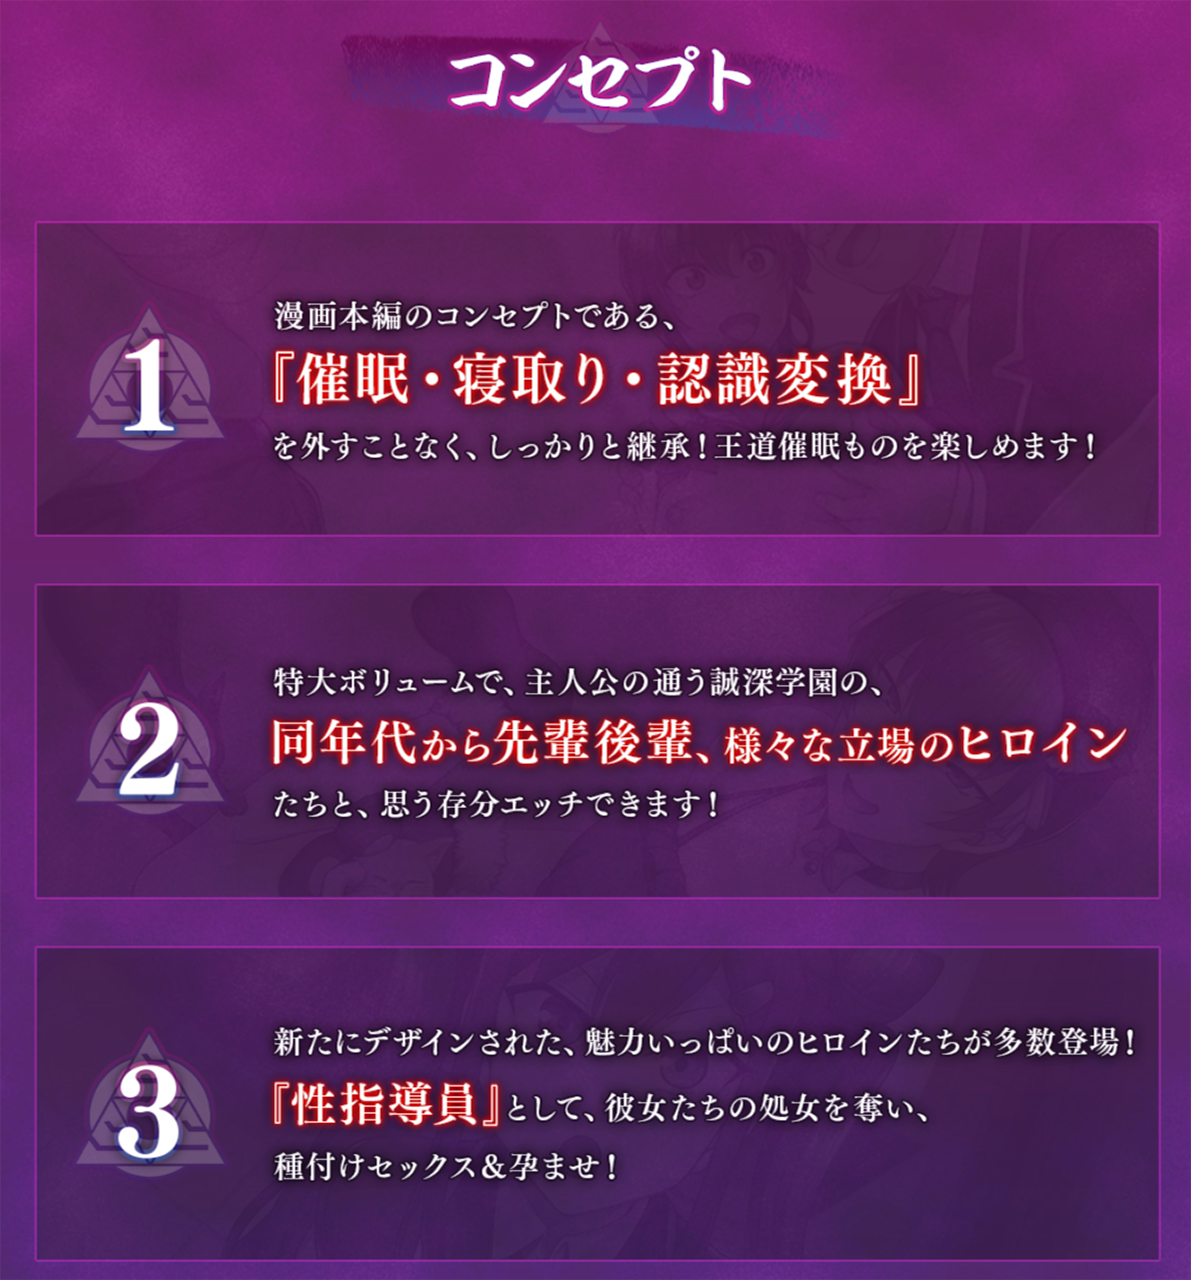 コンセプト
1
漫画本編のコンセプトである、
『催眠・寝取り・認識変換』
を外すことなく、しっかりと継承！王道催眠ものを楽しめます！
2
特大ボリュームで、主人公の通う誠深学園の、
同年代から先輩後輩、様々な立場のヒロイン
たちと、思う存分エッチできます！
3
新たにデザインされた、魅力いっぱいのヒロインたちが多数登場！
『性指導員』として、彼女たちの処女を奪い、
種付けセックス＆孕ませ！